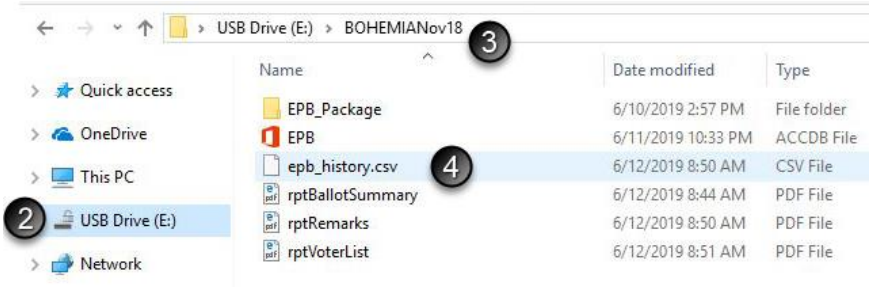 USB Drive (E:) > BOHEMIANov18
3
Name Date modified Type
Quick access
EPB_Package 6/10/2019 2:57 PM File folder
OneDrive
EPB 6/11/2019 10:33 PM ACCDB File
epb_history.csv 4 6/12/2019 8:50 AM CSV File
This PC
rptBallotSummary 6/12/2019 8:44 AM PDF File
2 USB Drive (E:)
rptRemarks 6/12/2019 8:50 AM PDF File
rptVoterList 6/12/2019 8:51 AM PDF File
Network